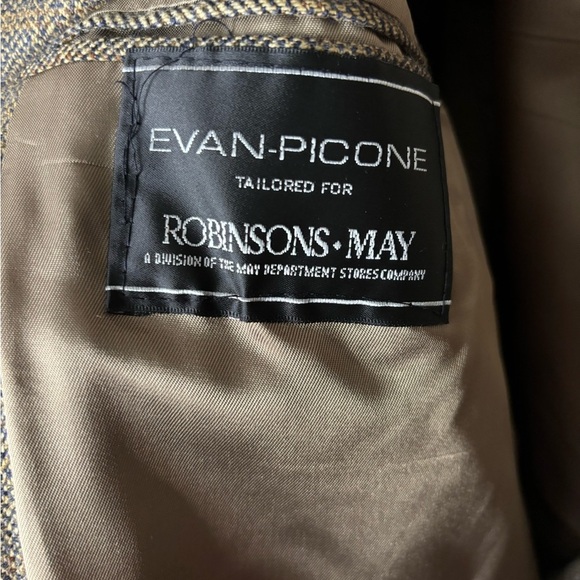 EVAN-PICONE
TAILORED FOR
ROBINSONS·MAY
A DIVISION OF THE MAY DEPARTMENT STORES COMPANY